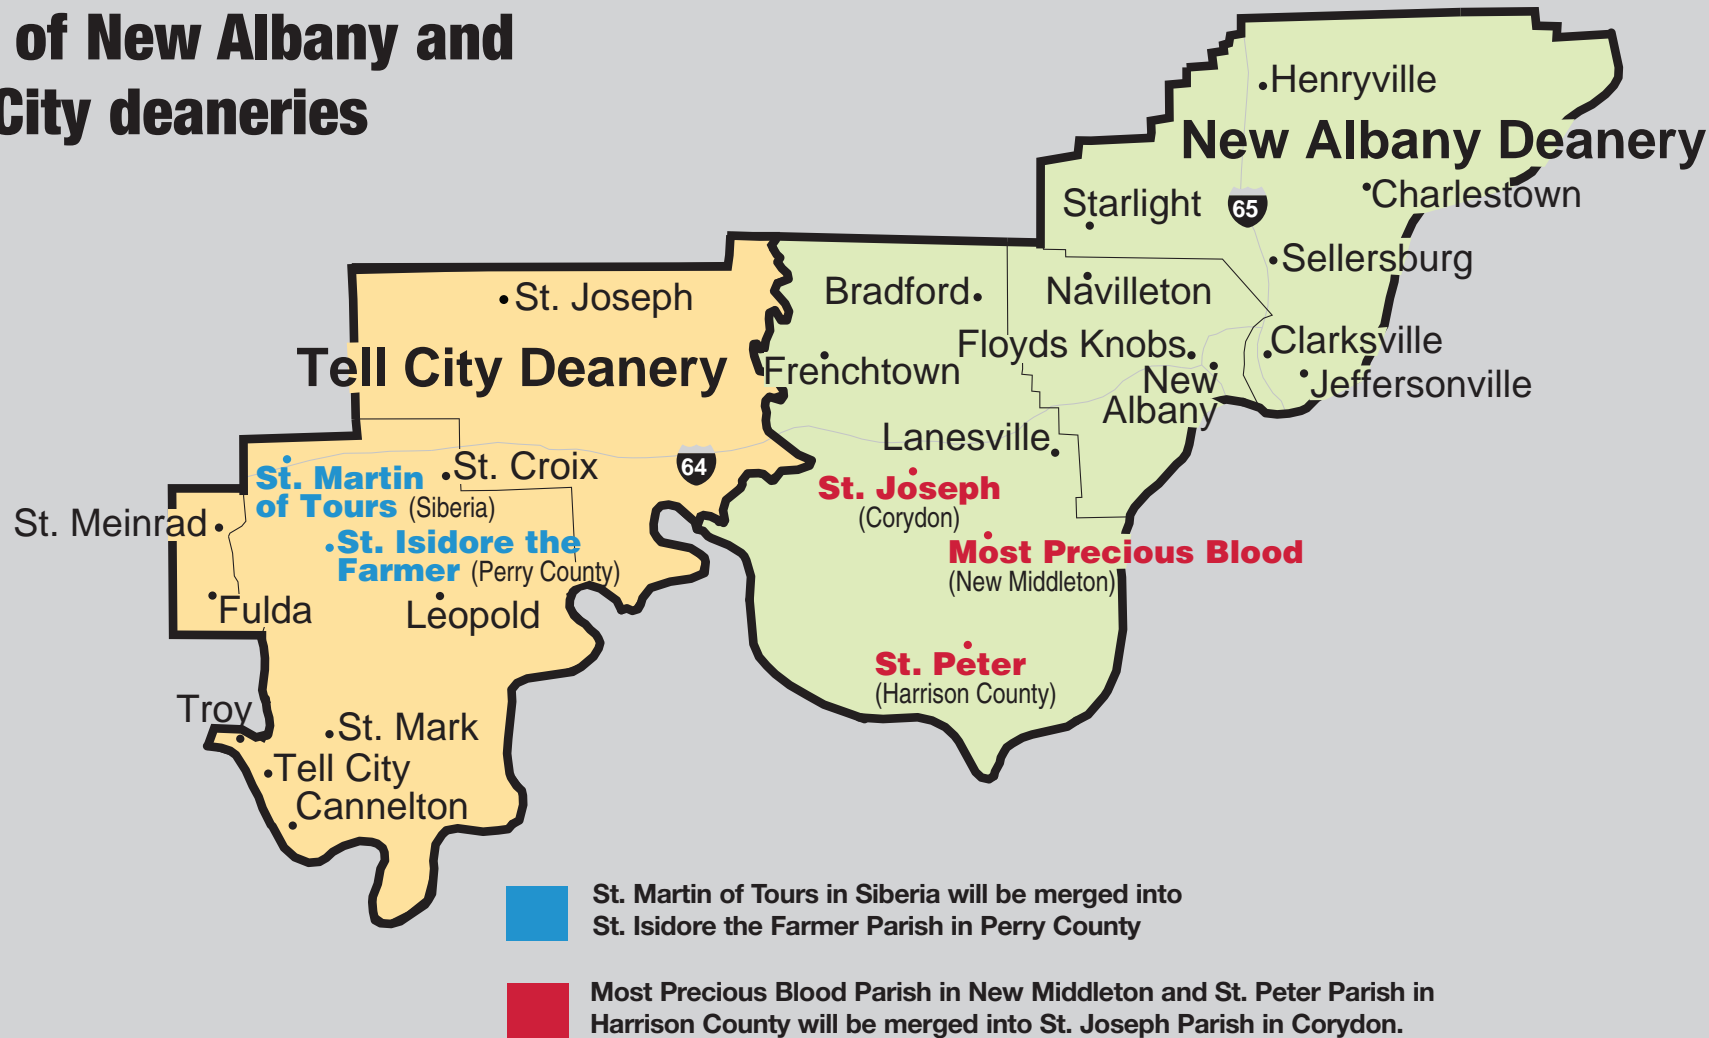 of New Albany and
City deaneries
Henryville
New Albany Deanery
Charlestown
Starlight
65
Sellersburg
St. Joseph
Bradford
Navilleton
Tell City Deanery
Frenchtown
Floyds Knobs
Clarksville
New
Albany
Jeffersonville
Lanesville
St. Martin
of Tours (Siberia)
St. Croix
64
St. Joseph
(Corydon)
St. Meinrad
St. Isidore the
Farmer (Perry County)
Most Precious Blood
(New Middleton)
Fulda
Leopold
St. Peter
(Harrison County)
Troy
St. Mark
Tell City
Cannelton
St. Martin of Tours in Siberia will be merged into
St. Isidore the Farmer Parish in Perry County
Most Precious Blood Parish in New Middleton and St. Peter Parish in
Harrison County will be merged into St. Joseph Parish in Corydon.